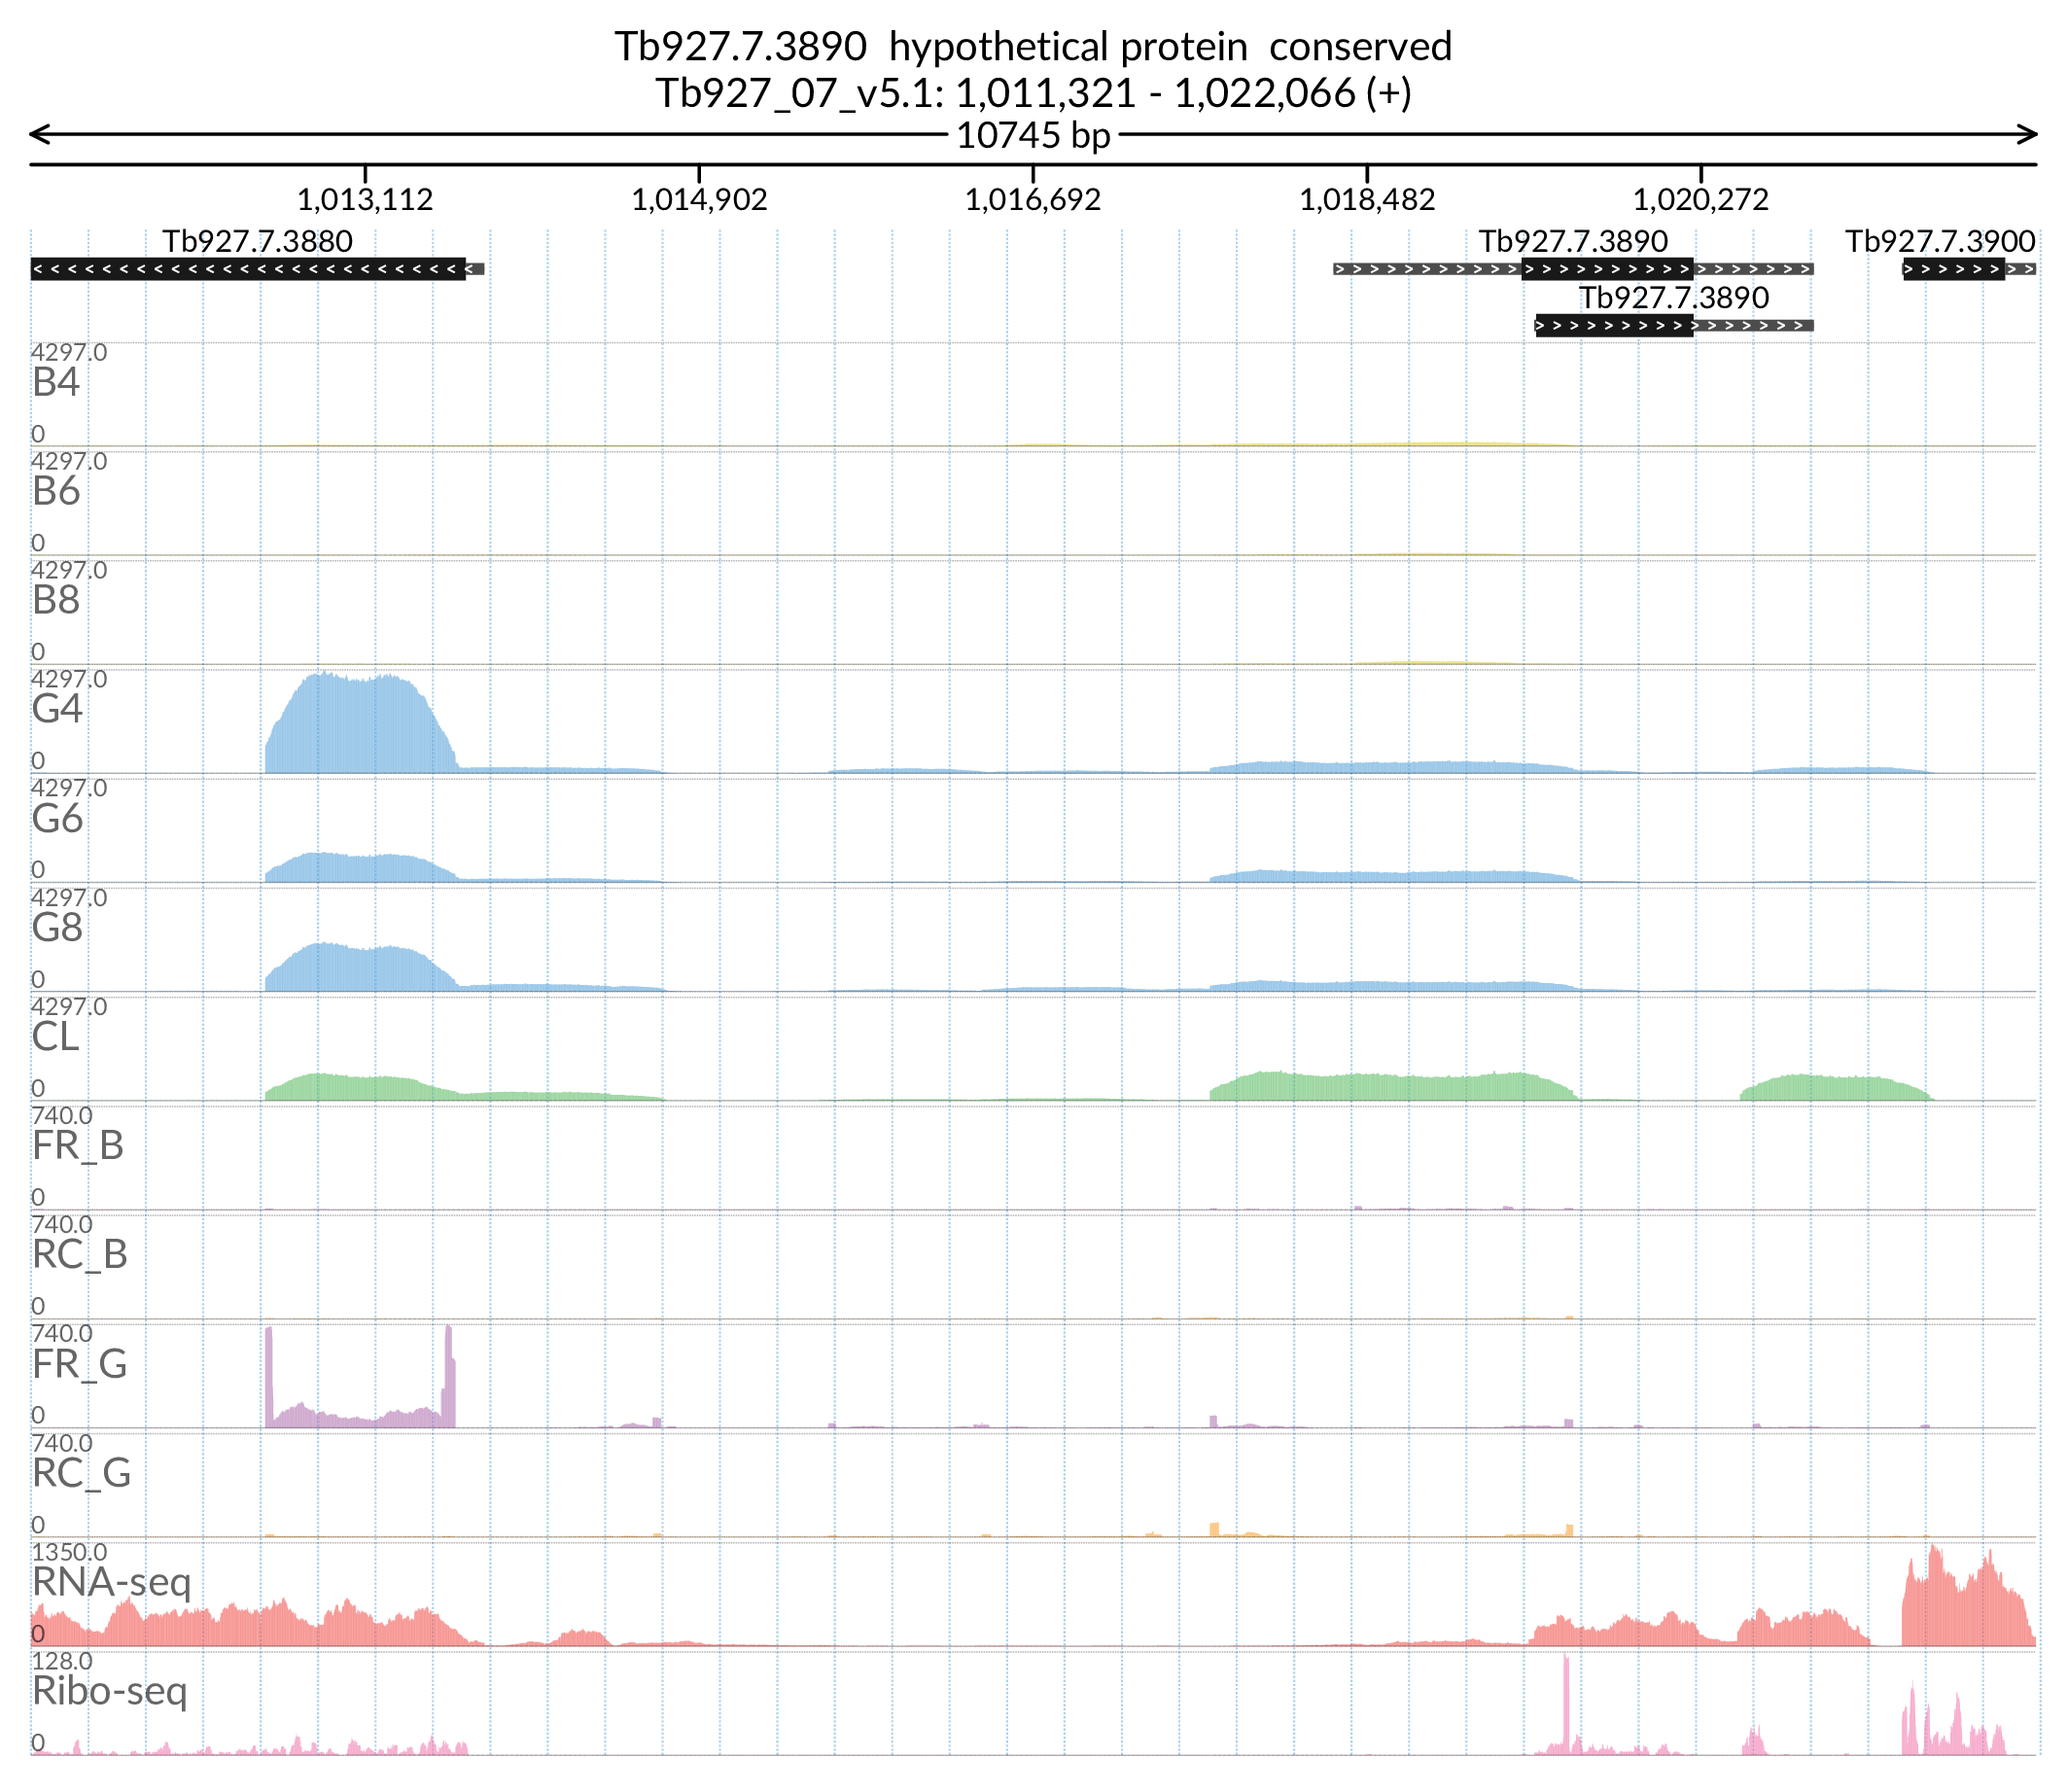 Tb927.7.3890  hypothetical protein  conserved
Tb927_07_v5.1: 1,011,321 - 1,022,066 (+)
10745 bp
1,013,112 1,014,902 1,016,692 1,018,482 1,020,272
Tb927.7.3880 Tb927.7.3890 Tb927.7.3900
Tb927.7.3890
4297.0
B4
0
4297.0
B6
0
4297.0
B8
0
4297.0
G4
0
4297.0
G6
0
4297.0
G8
0
4297.0
CL
0
740.0
FR_B
0
740.0
RC_B
0
740.0
FR_G
0
740.0
RC_G
0
1350.0
RNA-seq
0
128.0
Ribo-seq
0